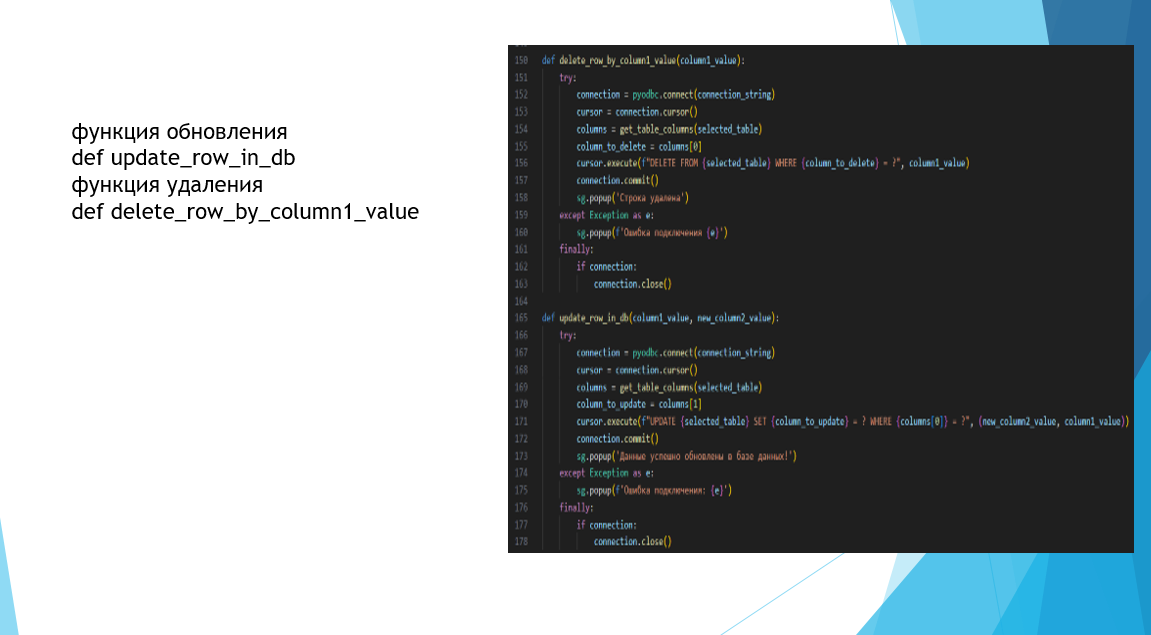 функция обновления
def update_row_in_db
функция удаления
def delete_row_by_column1_value
150 def delete_row_by_column1_value(column1_value):
151 try:
152 connection = pyodbc.connect(connection_string)
153 cursor = connection.cursor()
154 columns = get_table_columns(selected_table)
155 column_to_delete = columns[0]
156 cursor.execute(f"DELETE FROM {selected_table} WHERE {column_to_delete} = ?", column1_value)
157 connection.commit()
158 sg.popup('Строка удалена')
159 except Exception as e:
160 sg.popup(f'Ошибка подключения {e}')
161 finally:
162 if connection:
163 connection.close()
164
165 def update_row_in_db(column1_value, new_column2_value):
166 try:
167 connection = pyodbc.connect(connection_string)
168 cursor = connection.cursor()
169 columns = get_table_columns(selected_table)
170 column_to_update = columns[1]
171 cursor.execute(f"UPDATE {selected_table} SET {column_to_update} = ? WHERE {columns[0]} = ?", (new_column2_value, column1_value))
172 connection.commit()
173 sg.popup('Данные успешно обновлены в базе данных!')
174 except Exception as e:
175 sg.popup(f'Ошибка подключения: {e}')
176 finally:
177 if connection:
178 connection.close()